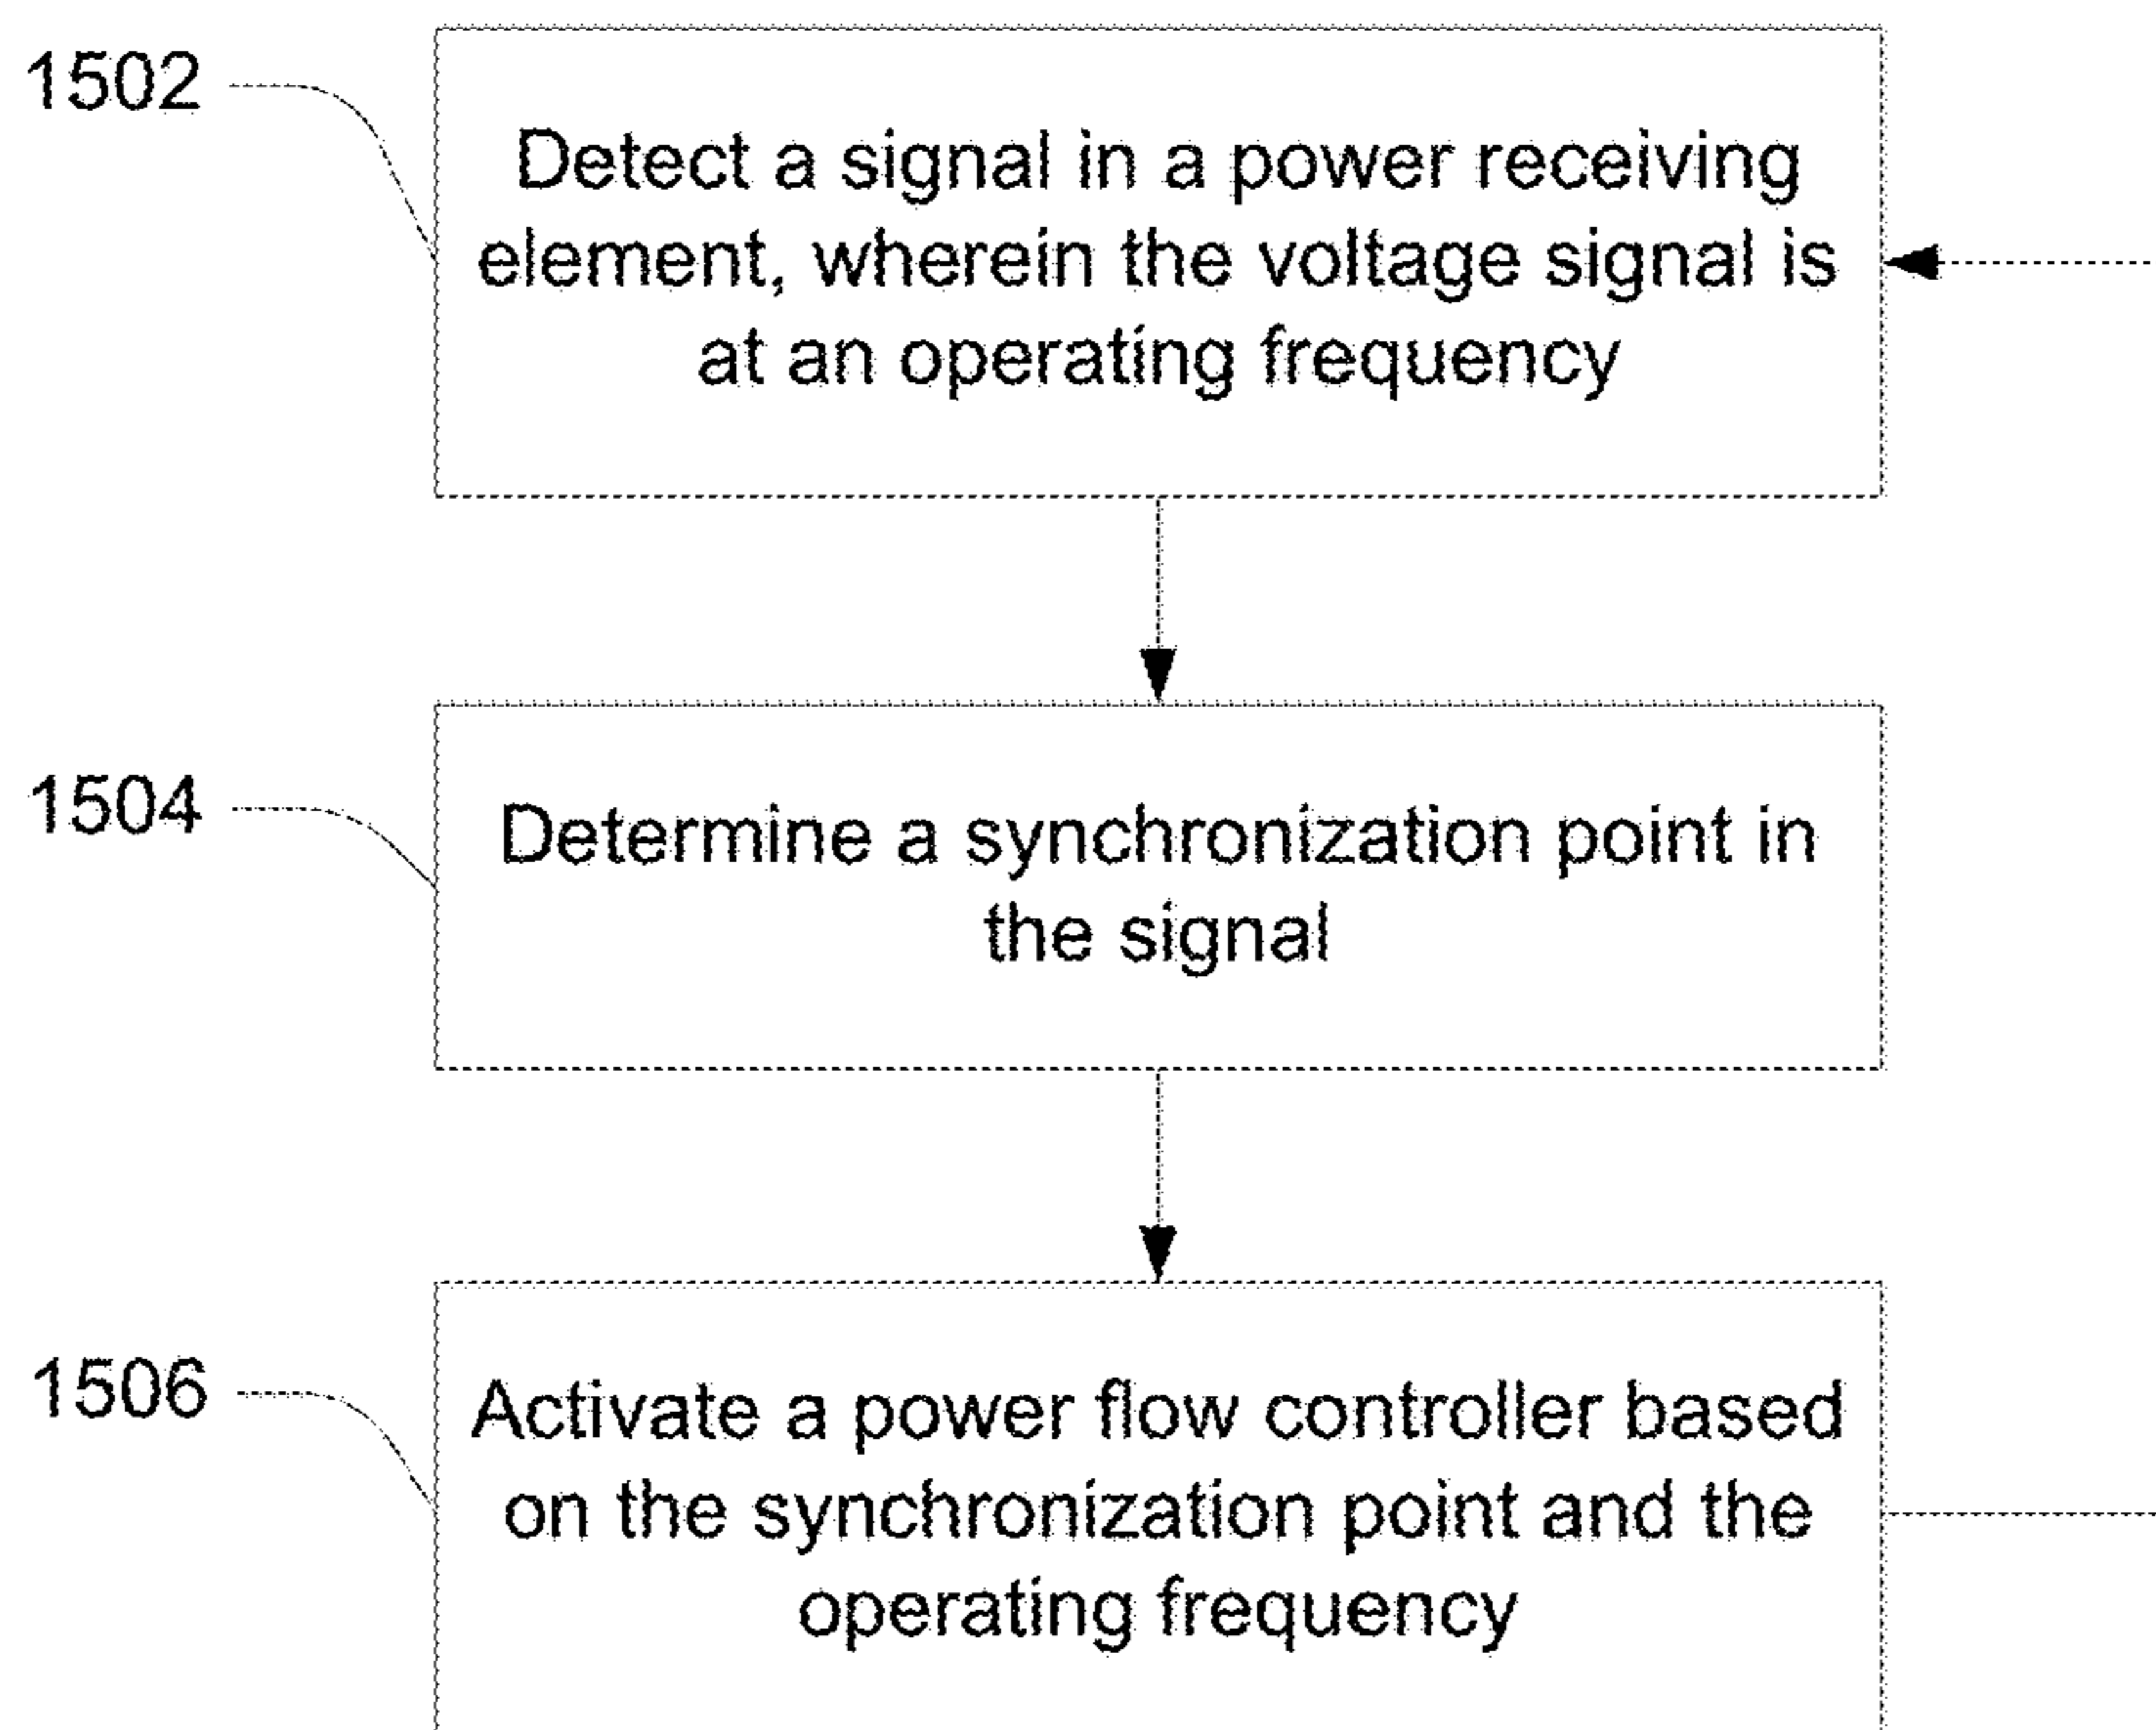 1502
Detect a signal in a power receiving
element, wherein the voltage signal is
at an operating frequency
1504
Determine a synchronization point in
the signal
1506
Activate a power flow controller based
on the synchronization point and the
operating frequency